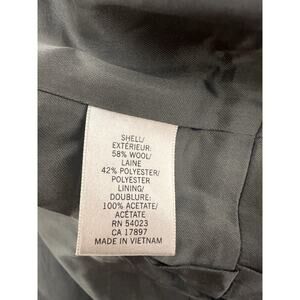 SHELL/
EXTÉRIEUR:
58% WOOL/
LAINE
42% POLYESTER/
POLYESTER
LINING/
DOUBLURE:
100% ACETATE/
ACÉTATE
RN 54023
CA 17897
MADE IN VIETNAM